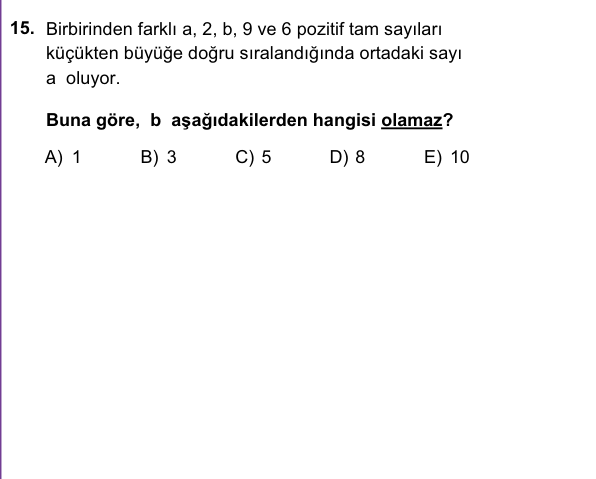 15. Birbirinden farklı a, 2, b, 9 ve 6 pozitif tam sayıları
küçükten büyüğe doğru sıralandığında ortadaki sayı
a oluyor.
Buna göre, b aşağıdakilerden hangisi olamaz?
A) 1 B) 3 C) 5 D) 8 E) 10